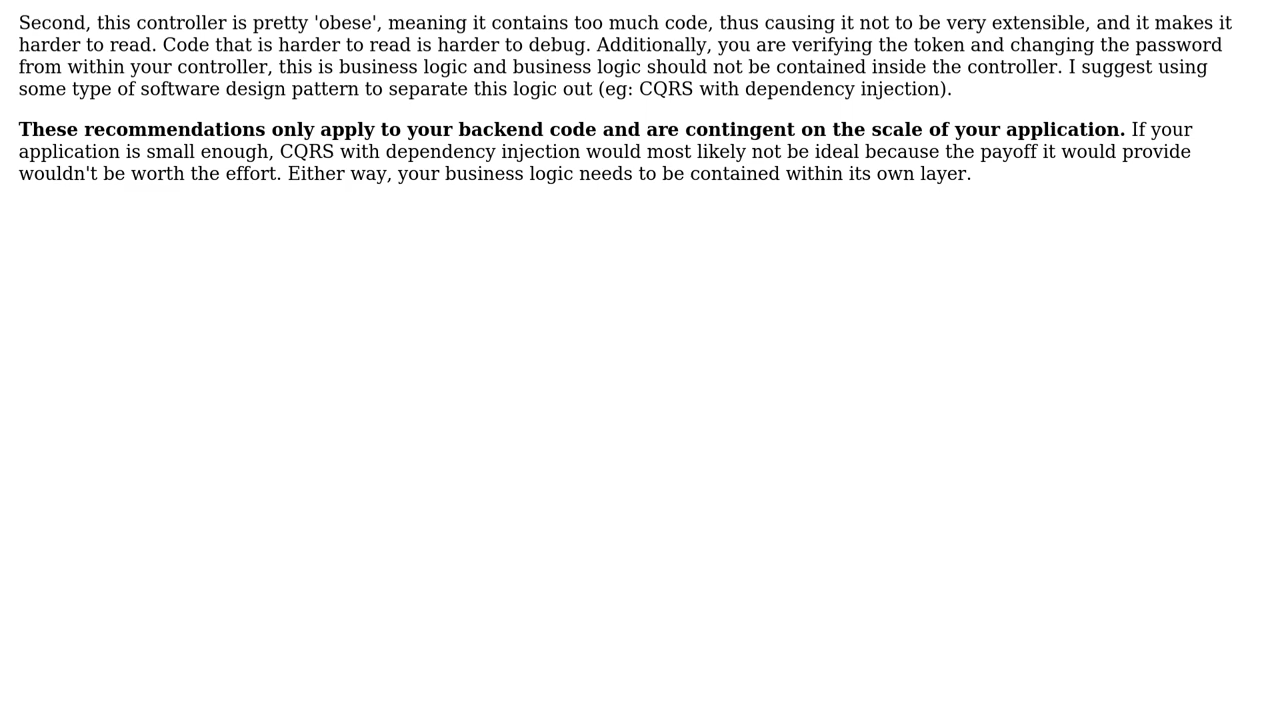 Second, this controller is pretty 'obese', meaning it contains too much code, thus causing it not to be very extensible, and it makes it
harder to read. Code that is harder to read is harder to debug. Additionally, you are verifying the token and changing the password
from within your controller, this is business logic and business logic should not be contained inside the controller. I suggest using
some type of software design pattern to separate this logic out (eg: CQRS with dependency injection).
These recommendations only apply to your backend code and are contingent on the scale of your application. If your
application is small enough, CQRS with dependency injection would most likely not be ideal because the payoff it would provide
wouldn't be worth the effort. Either way, your business logic needs to be contained within its own layer.